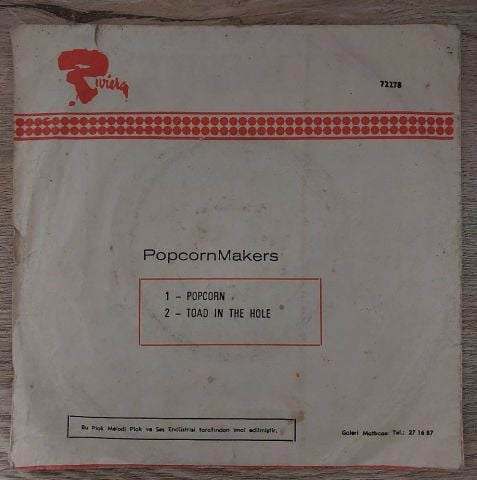 Riviera
72278
PopcornMakers
1 - POPCORN
2 - TOAD IN THE HOLE
Bu Plak Melodi Plak ve Ses Endüstrisi tarafından imal edilmiştir.
Galeri Matbaası Tel.: 27 16 87